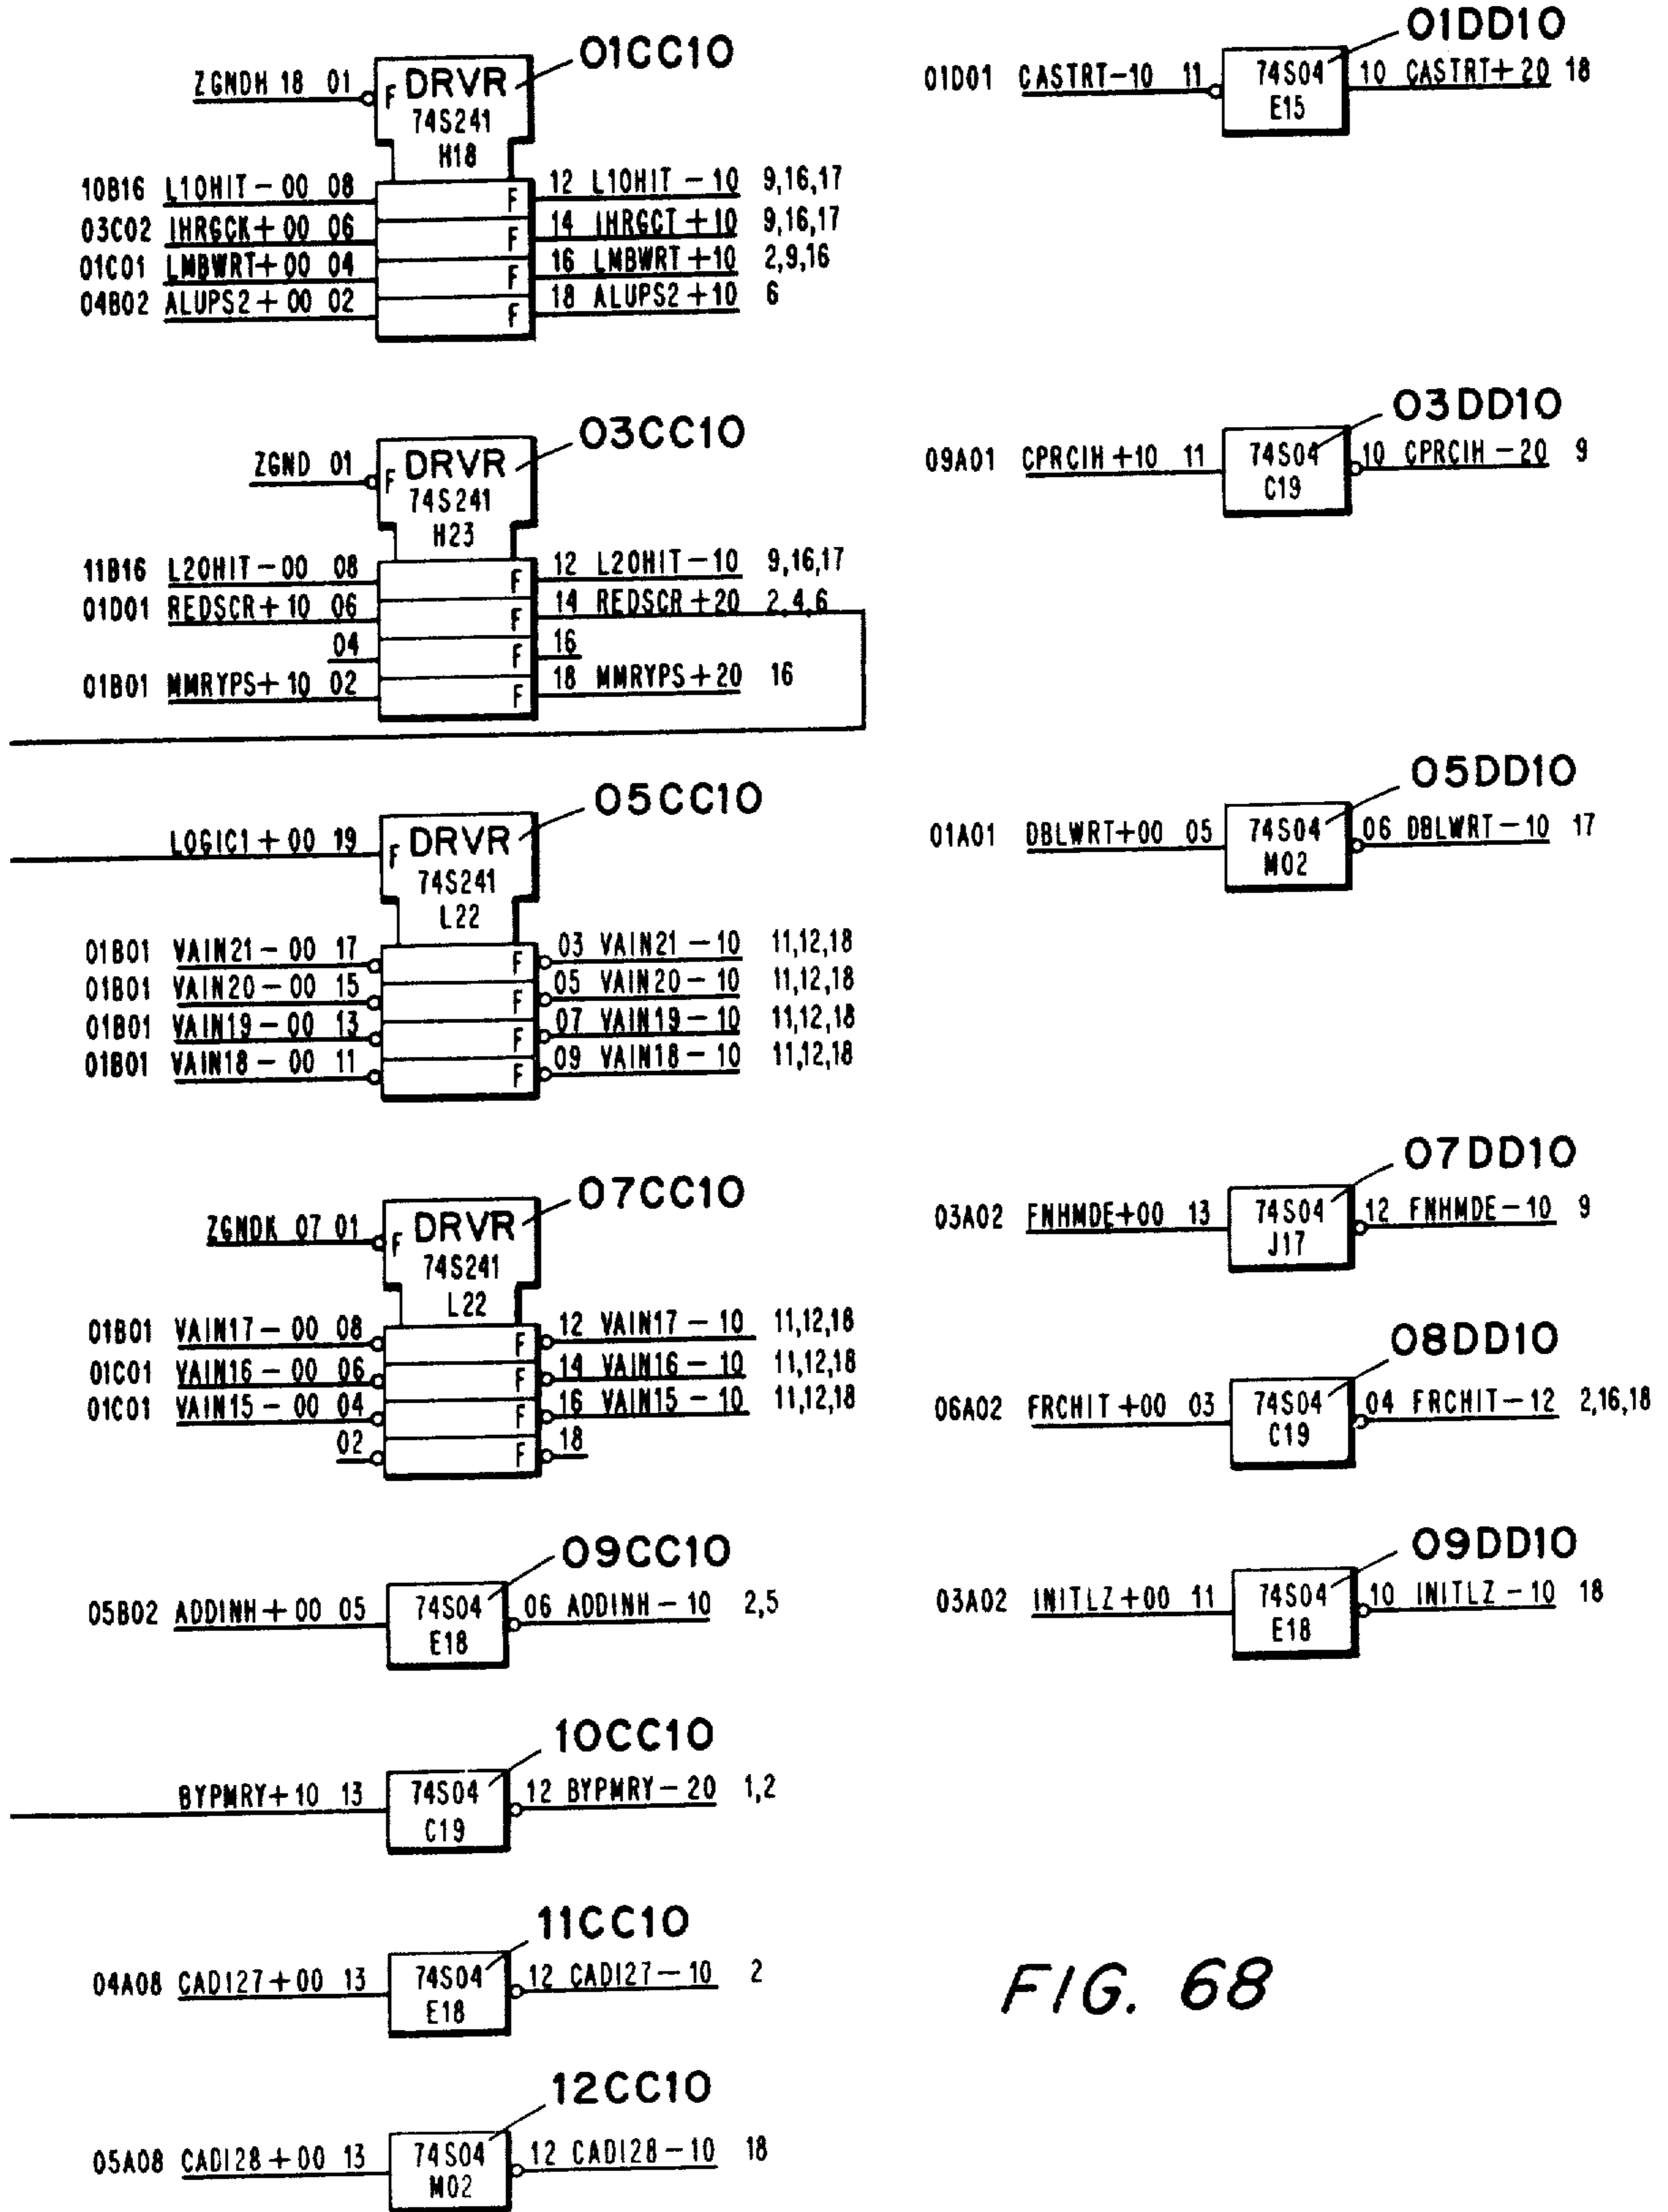 01CC10
ZGNDH 18 01 F DRVR
74S241
H18
10B16 L10HIT-00 08 F 12 L10HIT-10 9,16,17
03C02 IHRGCK+00 06 F 14 IHRGCT+10 9,16,17
01C01 LMBWRT+00 04 F 16 LMBWRT+10 2,9,16
04B02 ALUPS2+00 02 F 18 ALUPS2+10 6
03CC10
ZGND 01 F DRVR
74S241
H23
11B16 L20HIT-00 08 F 12 L20HIT-10 9,16,17
01D01 REDSCR+10 06 F 14 REDSCR+20 2,4,6
04 F 16
01B01 MMRYPS+10 02 F 18 MMRYPS+20 16
05CC10
LOGIC1+00 19 F DRVR
74S241
L22
01B01 VAIN21-00 17 F 03 VAIN21-10 11,12,18
01B01 VAIN20-00 15 F 05 VAIN20-10 11,12,18
01B01 VAIN19-00 13 F 07 VAIN19-10 11,12,18
01B01 VAIN18-00 11 F 09 VAIN18-10 11,12,18
07CC10
ZGNDK 07 01 F DRVR
74S241
L22
01B01 VAIN17-00 08 F 12 VAIN17-10 11,12,18
01C01 VAIN16-00 06 F 14 VAIN16-10 11,12,18
01C01 VAIN15-00 04 F 16 VAIN15-10 11,12,18
02 F 18
09CC10
05B02 ADDINH+00 05 74S04 06 ADDINH-10 2,5
E18
10CC10
BYPMRY+10 13 74S04 12 BYPMRY-20 1,2
C19
11CC10
04A08 CADI27+00 13 74S04 12 CADI27-10 2
E18
12CC10
05A08 CADI28+00 13 74S04 12 CADI28-10 18
M02
01DD10
01D01 CASTRT-10 11 74S04 10 CASTRT+20 18
E15
03DD10
09A01 CPRCIH+10 11 74S04 10 CPRCIH-20 9
C19
05DD10
01A01 DBLWRT+00 05 74S04 06 DBLWRT-10 17
M02
07DD10
03A02 FNHMDE+00 13 74S04 12 FNHMDE-10 9
J17
08DD10
06A02 FRCHIT+00 03 74S04 04 FRCHIT-12 2,16,18
C19
09DD10
03A02 INITLZ+00 11 74S04 10 INITLZ-10 18
E18
FIG. 68